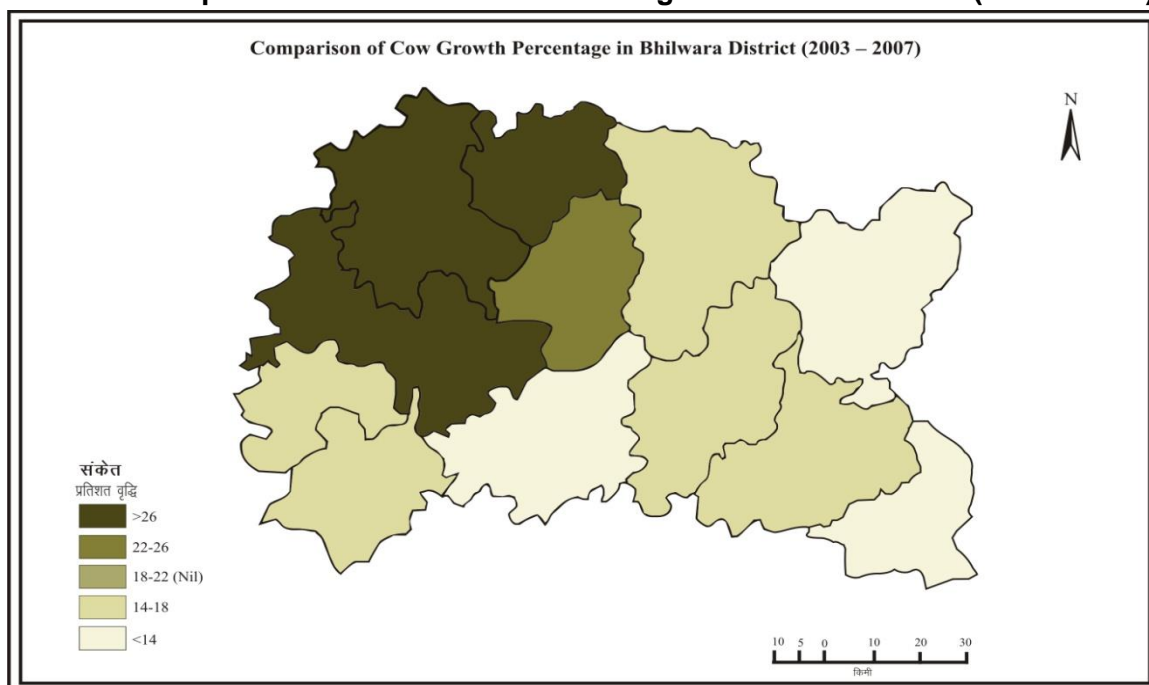 Comparison of Cow Growth Percentage in Bhilwara District (2003 – 2007)
N
संकेत
प्रतिशत वृद्धि
>26
22-26
18-22 (Nil)
14-18
<14
10 5 0 10 20 30
किमी